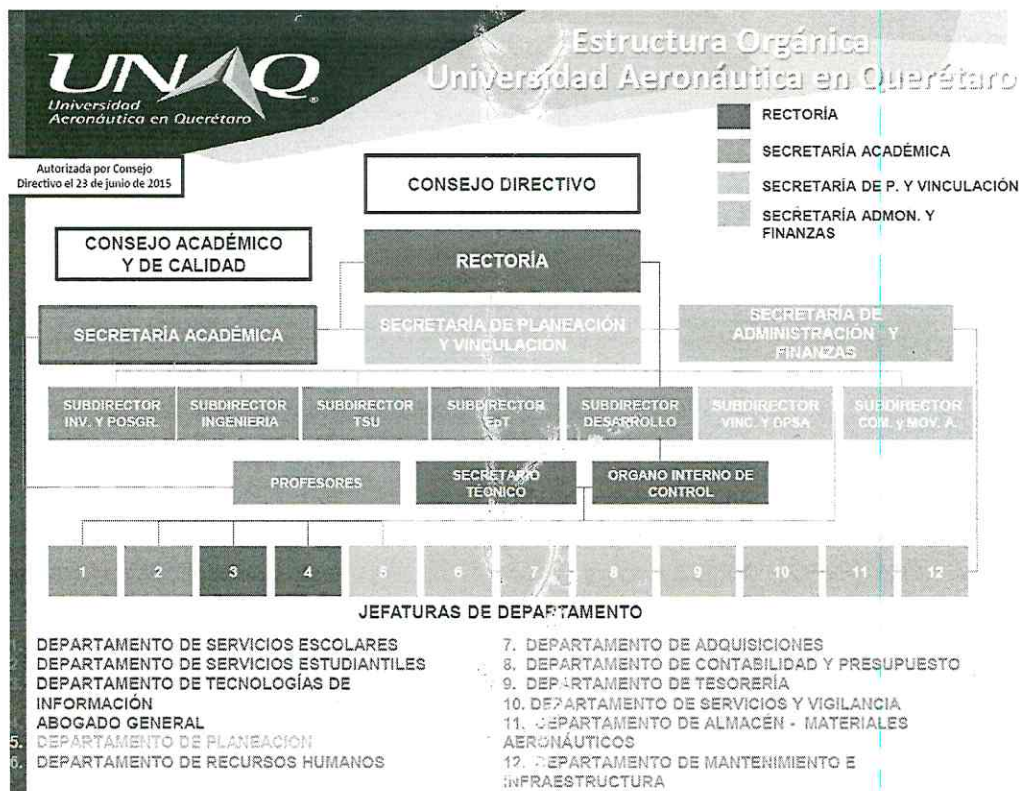 UNAQ
Universidad
Aeronáutica en Querétaro
Estructura Orgánica
Universidad Aeronáutica en Querétaro
Autorizada por Consejo
Directivo el 23 de junio de 2015
RECTORÍA
SECRETARÍA ACADÉMICA
SECRETARÍA DE P. Y VINCULACIÓN
SECRETARÍA ADMON. Y
FINANZAS
CONSEJO DIRECTIVO
CONSEJO ACADÉMICO
Y DE CALIDAD
RECTORÍA
SECRETARÍA ACADÉMICA
SECRETARÍA DE PLANEACIÓN
Y VINCULACIÓN
SECRETARÍA DE
ADMINISTRACIÓN Y
FINANZAS
SUBDIRECTOR
INV. Y POSGR.
SUBDIRECTOR
INGENIERIA
SUBDIRECTOR
TSU
SUBDIRECTOR
EpT
SUBDIRECTOR
DESARROLLO
SUBDIRECTOR
VINC. Y DPSA
SUBDIRECTOR
COM. y MOV. A.
PROFESORES
SECRETARIO
TÉCNICO
ÓRGANO INTERNO DE
CONTROL
1 2 3 4 5 6 7 8 9 10 11 12
JEFATURAS DE DEPARTAMENTO
DEPARTAMENTO DE SERVICIOS ESCOLARES
DEPARTAMENTO DE SERVICIOS ESTUDIANTILES
DEPARTAMENTO DE TECNOLOGÍAS DE
INFORMACIÓN
ABOGADO GENERAL
5. DEPARTAMENTO DE PLANEACION
6. DEPARTAMENTO DE RECURSOS HUMANOS
7. DEPARTAMENTO DE ADQUISICIONES
8. DEPARTAMENTO DE CONTABILIDAD Y PRESUPUESTO
9. DEPARTAMENTO DE TESORERÍA
10. DEPARTAMENTO DE SERVICIOS Y VIGILANCIA
11. DEPARTAMENTO DE ALMACÉN - MATERIALES
AERONÁUTICOS
12. DEPARTAMENTO DE MANTENIMIENTO E
INFRAESTRUCTURA